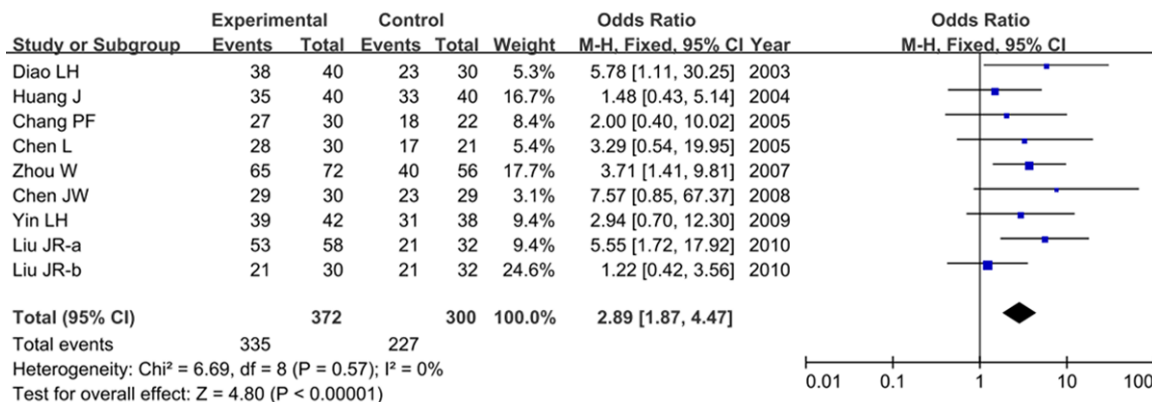 Experimental Control Odds Ratio Odds Ratio
Study or Subgroup Events Total Events Total Weight M-H, Fixed, 95% CI Year M-H, Fixed, 95% CI
Diao LH 38 40 23 30 5.3% 5.78 [1.11, 30.25] 2003
Huang J 35 40 33 40 16.7% 1.48 [0.43, 5.14] 2004
Chang PF 27 30 18 22 8.4% 2.00 [0.40, 10.02] 2005
Chen L 28 30 17 21 5.4% 3.29 [0.54, 19.95] 2005
Zhou W 65 72 40 56 17.7% 3.71 [1.41, 9.81] 2007
Chen JW 29 30 23 29 3.1% 7.57 [0.85, 67.37] 2008
Yin LH 39 42 31 38 9.4% 2.94 [0.70, 12.30] 2009
Liu JR-a 53 58 21 32 9.4% 5.55 [1.72, 17.92] 2010
Liu JR-b 21 30 21 32 24.6% 1.22 [0.42, 3.56] 2010
Total (95% CI) 372 300 100.0% 2.89 [1.87, 4.47]
Total events 335 227
Heterogeneity: Chi² = 6.69, df = 8 (P = 0.57); I² = 0%
Test for overall effect: Z = 4.80 (P < 0.00001)
0.01 0.1 1 10 100